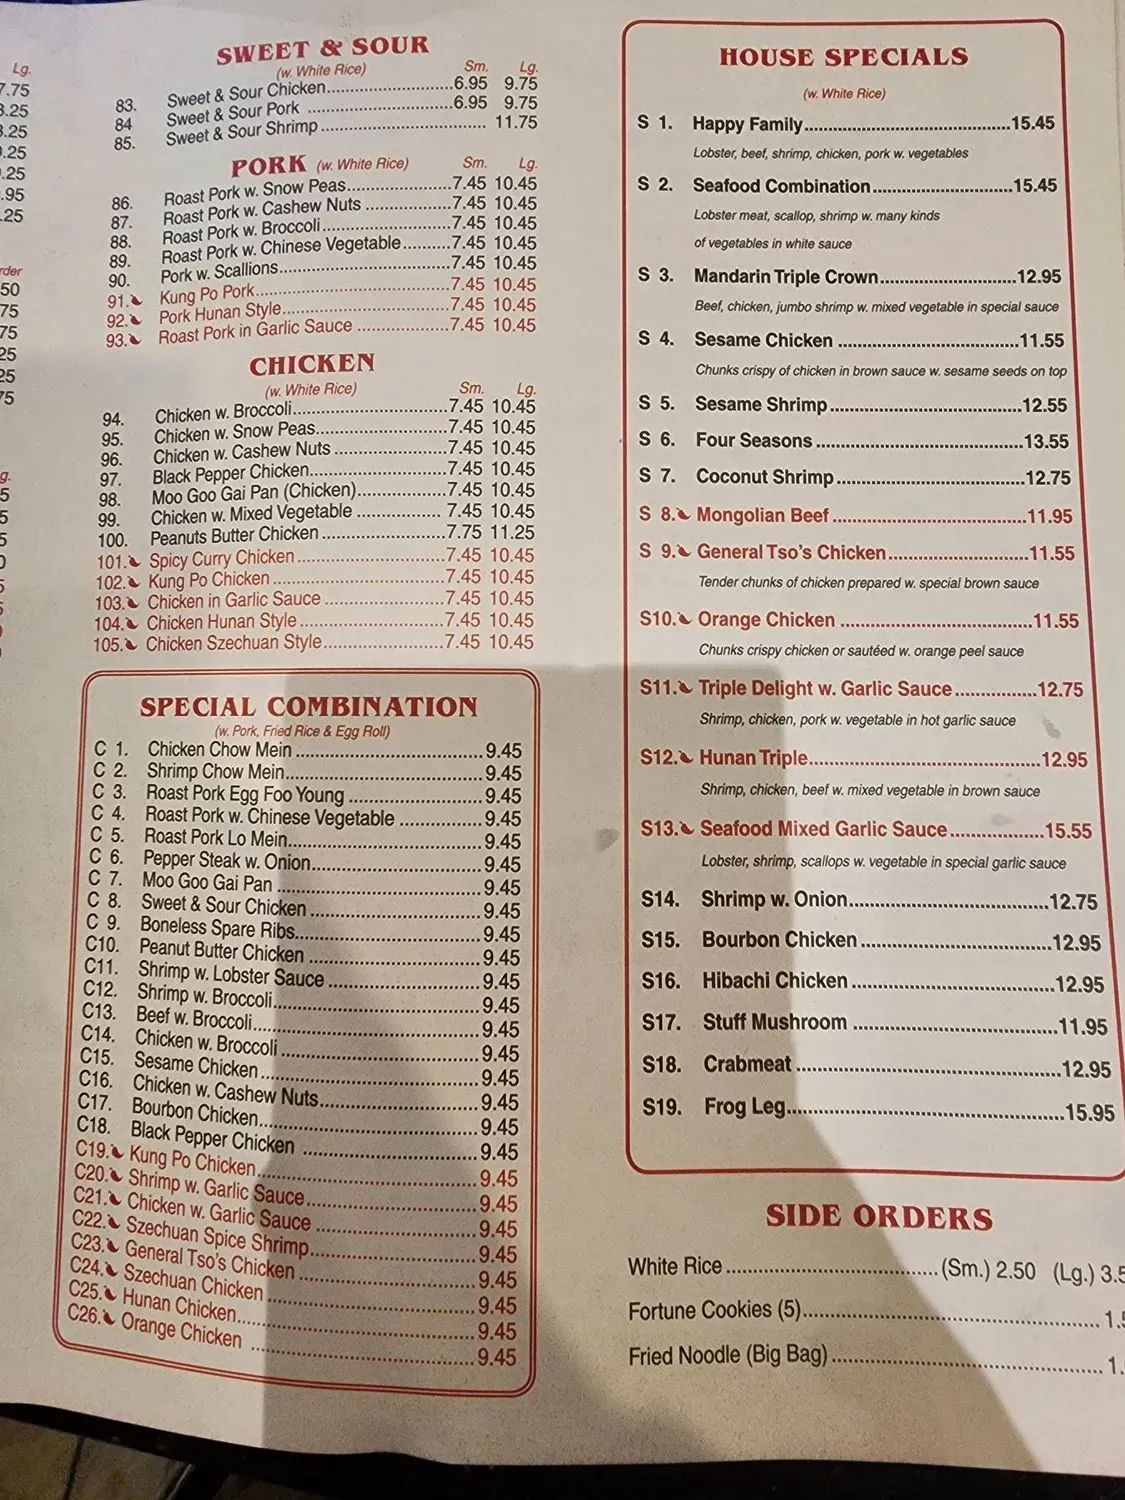 Lg.
7.75
3.25
3.25
.25
.25
.95
.25
rder
50
75
75
25
25
75
g.
5
5
5
0
5
5
SWEET & SOUR
(w. White Rice) Sm. Lg.
83. Sweet & Sour Chicken 6.95 9.75
84 Sweet & Sour Pork 6.95 9.75
85. Sweet & Sour Shrimp 11.75
PORK (w. White Rice) Sm. Lg.
86. Roast Pork w. Snow Peas 7.45 10.45
87. Roast Pork w. Cashew Nuts 7.45 10.45
88. Roast Pork w. Broccoli 7.45 10.45
89. Roast Pork w. Chinese Vegetable 7.45 10.45
90. Pork w. Scallions 7.45 10.45
91. Kung Po Pork 7.45 10.45
92. Pork Hunan Style 7.45 10.45
93. Roast Pork in Garlic Sauce 7.45 10.45
CHICKEN
(w. White Rice) Sm. Lg.
94. Chicken w. Broccoli 7.45 10.45
95. Chicken w. Snow Peas 7.45 10.45
96. Chicken w. Cashew Nuts 7.45 10.45
97. Black Pepper Chicken 7.45 10.45
98. Moo Goo Gai Pan (Chicken) 7.45 10.45
99. Chicken w. Mixed Vegetable 7.45 10.45
100. Peanuts Butter Chicken 7.75 11.25
101. Spicy Curry Chicken 7.45 10.45
102. Kung Po Chicken 7.45 10.45
103. Chicken in Garlic Sauce 7.45 10.45
104. Chicken Hunan Style 7.45 10.45
105. Chicken Szechuan Style 7.45 10.45
SPECIAL COMBINATION
(w. Pork, Fried Rice & Egg Roll)
C 1. Chicken Chow Mein 9.45
C 2. Shrimp Chow Mein 9.45
C 3. Roast Pork Egg Foo Young 9.45
C 4. Roast Pork w. Chinese Vegetable 9.45
C 5. Roast Pork Lo Mein 9.45
C 6. Pepper Steak w. Onion 9.45
C 7. Moo Goo Gai Pan 9.45
C 8. Sweet & Sour Chicken 9.45
C 9. Boneless Spare Ribs 9.45
C10. Peanut Butter Chicken 9.45
C11. Shrimp w. Lobster Sauce 9.45
C12. Shrimp w. Broccoli 9.45
C13. Beef w. Broccoli 9.45
C14. Chicken w. Broccoli 9.45
C15. Sesame Chicken 9.45
C16. Chicken w. Cashew Nuts 9.45
C17. Bourbon Chicken 9.45
C18. Black Pepper Chicken 9.45
C19. Kung Po Chicken 9.45
C20. Shrimp w. Garlic Sauce 9.45
C21. Chicken w. Garlic Sauce 9.45
C22. Szechuan Spice Shrimp 9.45
C23. General Tso's Chicken 9.45
C24. Szechuan Chicken 9.45
C25. Hunan Chicken 9.45
C26. Orange Chicken 9.45
HOUSE SPECIALS
(w. White Rice)
S 1. Happy Family 15.45
Lobster, beef, shrimp, chicken, pork w. vegetables
S 2. Seafood Combination 15.45
Lobster meat, scallop, shrimp w. many kinds
of vegetables in white sauce
S 3. Mandarin Triple Crown 12.95
Beef, chicken, jumbo shrimp w. mixed vegetable in special sauce
S 4. Sesame Chicken 11.55
Chunks crispy of chicken in brown sauce w. sesame seeds on top
S 5. Sesame Shrimp 12.55
S 6. Four Seasons 13.55
S 7. Coconut Shrimp 12.75
S 8. Mongolian Beef 11.95
S 9. General Tso's Chicken 11.55
Tender chunks of chicken prepared w. special brown sauce
S10. Orange Chicken 11.55
Chunks crispy chicken or sautéed w. orange peel sauce
S11. Triple Delight w. Garlic Sauce 12.75
Shrimp, chicken, pork w. vegetable in hot garlic sauce
S12. Hunan Triple 12.95
Shrimp, chicken, beef w. mixed vegetable in brown sauce
S13. Seafood Mixed Garlic Sauce 15.55
Lobster, shrimp, scallops w. vegetable in special garlic sauce
S14. Shrimp w. Onion 12.75
S15. Bourbon Chicken 12.95
S16. Hibachi Chicken 12.95
S17. Stuff Mushroom 11.95
S18. Crabmeat 12.95
S19. Frog Leg 15.95
SIDE ORDERS
White Rice (Sm.) 2.50 (Lg.) 3.5
Fortune Cookies (5) 1.5
Fried Noodle (Big Bag) 1.